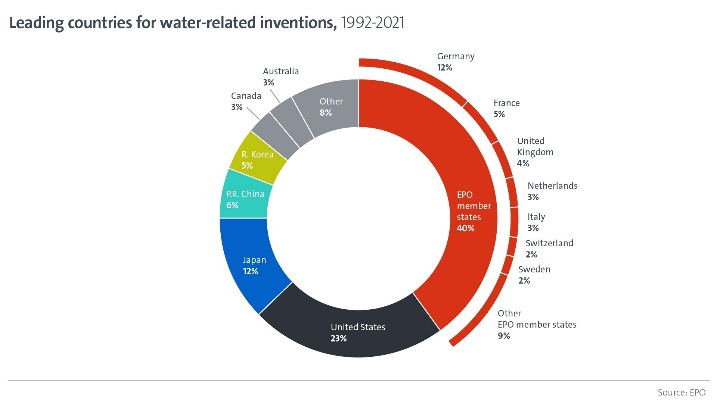 Leading countries for water-related inventions, 1992-2021
Germany
12%
Australia
3%
Canada
3%
Other
8%
France
5%
United
Kingdom
4%
R. Korea
5%
Netherlands
3%
P.R. China
6%
EPO
member
states
40%
Italy
3%
Switzerland
2%
Japan
12%
Sweden
2%
Other
EPO member states
9%
United States
23%
Source: EPO